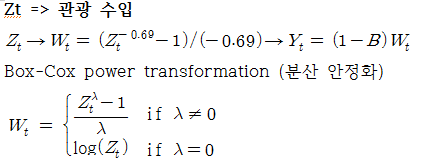 Zt => 관광 수입
Z_t → W_t = (Z_t^{-0.69} - 1)/(-0.69) → Y_t = (1-B)W_t
Box-Cox power transformation (분산 안정화)
W_t = { (Z_t^λ - 1)/λ if λ ≠ 0
log(Z_t) if λ = 0